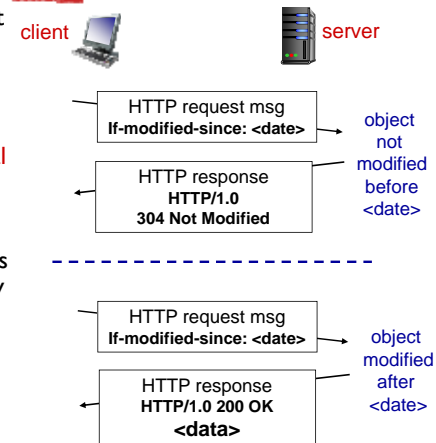 t
client
server
HTTP request msg
If-modified-since: <date>
object
not
modified
before
<date>
l
HTTP response
HTTP/1.0
304 Not Modified
s
y
HTTP request msg
If-modified-since: <date>
object
modified
after
<date>
HTTP response
HTTP/1.0 200 OK
<data>